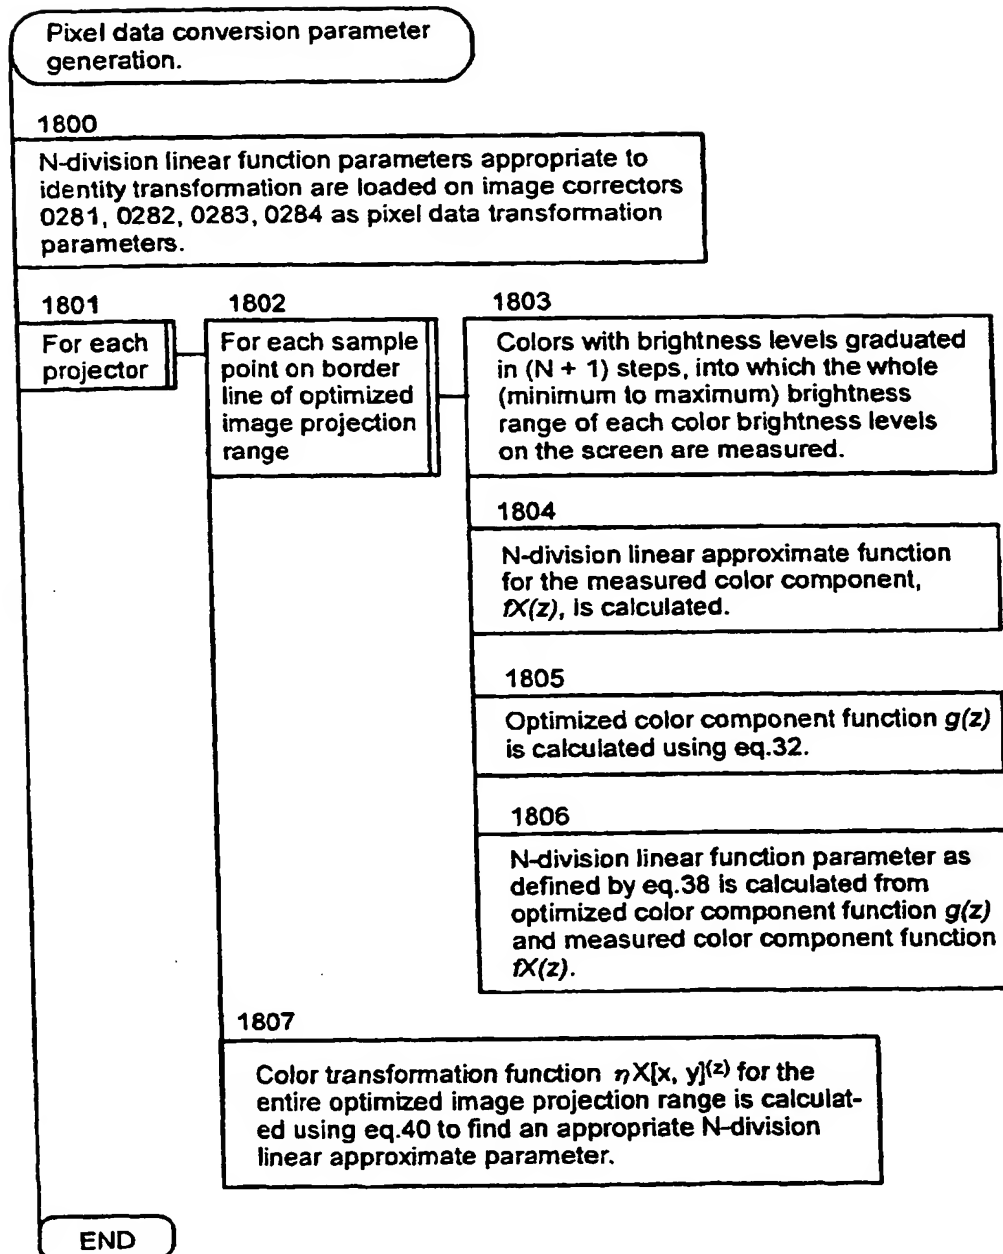 Pixel data conversion parameter
generation.
1800
N-division linear function parameters appropriate to
identity transformation are loaded on image correctors
0281, 0282, 0283, 0284 as pixel data transformation
parameters.
1801
For each
projector
1802
For each sample
point on border
line of optimized
image projection
range
1803
Colors with brightness levels graduated
in (N + 1) steps, into which the whole
(minimum to maximum) brightness
range of each color brightness levels
on the screen are measured.
1804
N-division linear approximate function
for the measured color component,
fX(z), is calculated.
1805
Optimized color component function g(z)
is calculated using eq.32.
1806
N-division linear function parameter as
defined by eq.38 is calculated from
optimized color component function g(z)
and measured color component function
fX(z).
1807
Color transformation function ηX[x, y](z) for the
entire optimized image projection range is calculat-
ed using eq.40 to find an appropriate N-division
linear approximate parameter.
END